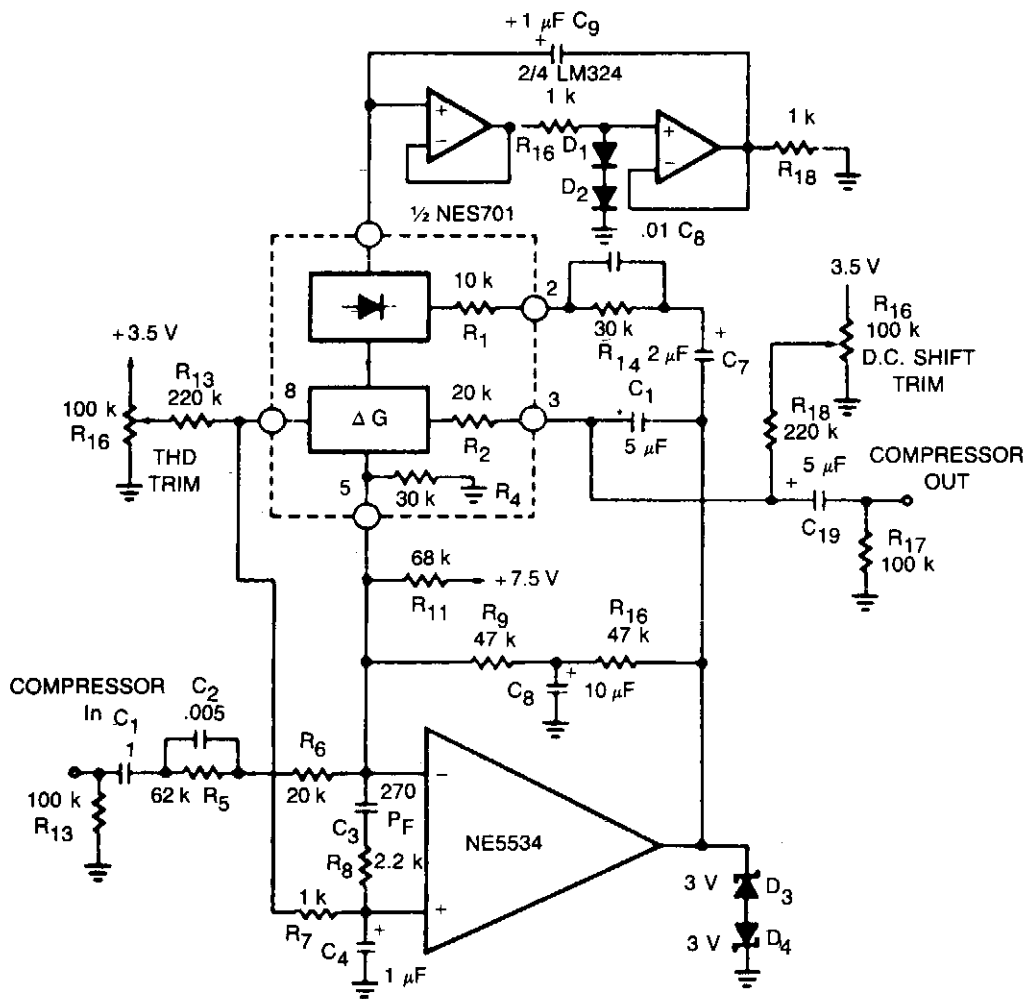 + 1 µF C9
+
2/4 LM324
1 k
R16
D1
D2
+
−
+
−
1 k
R18
½ NES701
.01 C8
10 k
R1
2
30 k
R14
2 µF
+
C7
3.5 V
R16
100 k
D.C. SHIFT
TRIM
+3.5 V
R13
220 k
100 k
R16
THD
TRIM
8
Δ G
20 k
R2
3
C1
5 µF
R18
220 k
5 µF
+
C19
COMPRESSOR
OUT
R17
100 k
5
30 k
R4
68 k
R11
+7.5 V
R9
47 k
R16
47 k
C8
+
10 µF
COMPRESSOR
In C1
1
C2
.005
62 k R5
100 k
R13
R6
20 k
270
PF
C3
R8
2.2 k
1 k
R7
C4
+
1 µF
−
+
NE5534
3 V D3
3 V D4